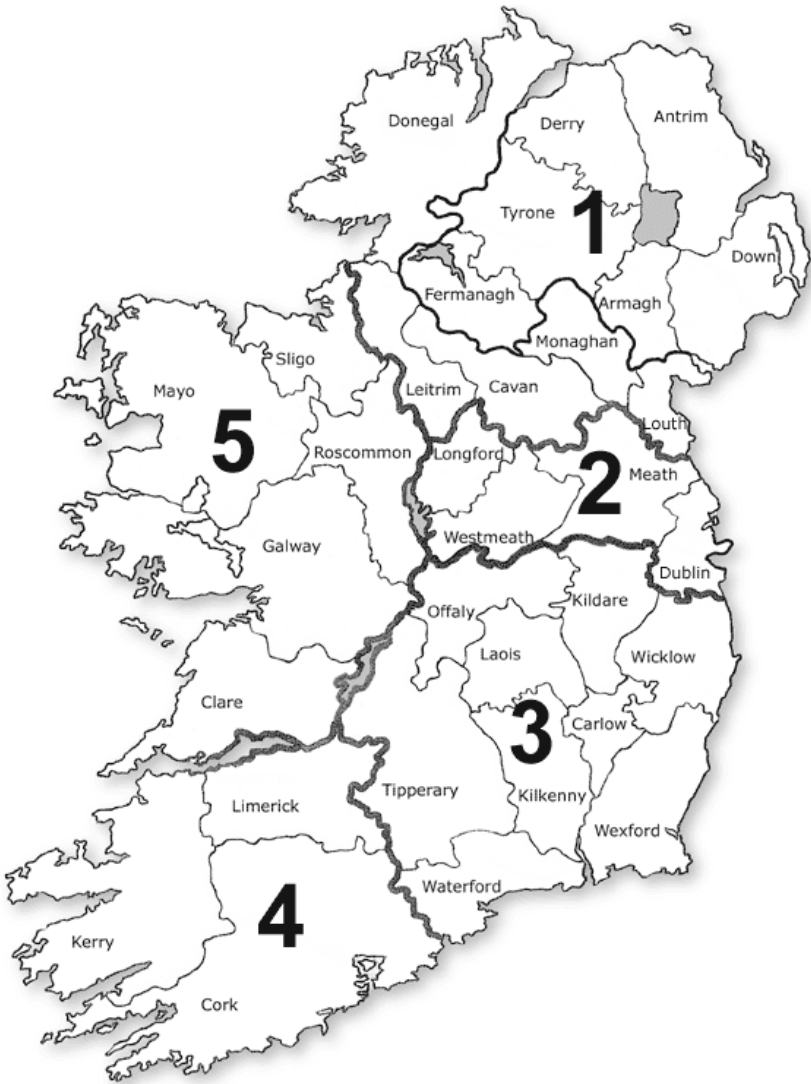 Derry
Antrim
Donegal
Tyrone
1
Down
Fermanagh
Armagh
Monaghan
Sligo
Mayo
Leitrim
Cavan
5
Louth
Roscommon
Longford
2
Meath
Galway
Westmeath
Dublin
Offaly
Kildare
Laois
Wicklow
Clare
3
Carlow
Limerick
Tipperary
Kilkenny
Wexford
Waterford
4
Kerry
Cork